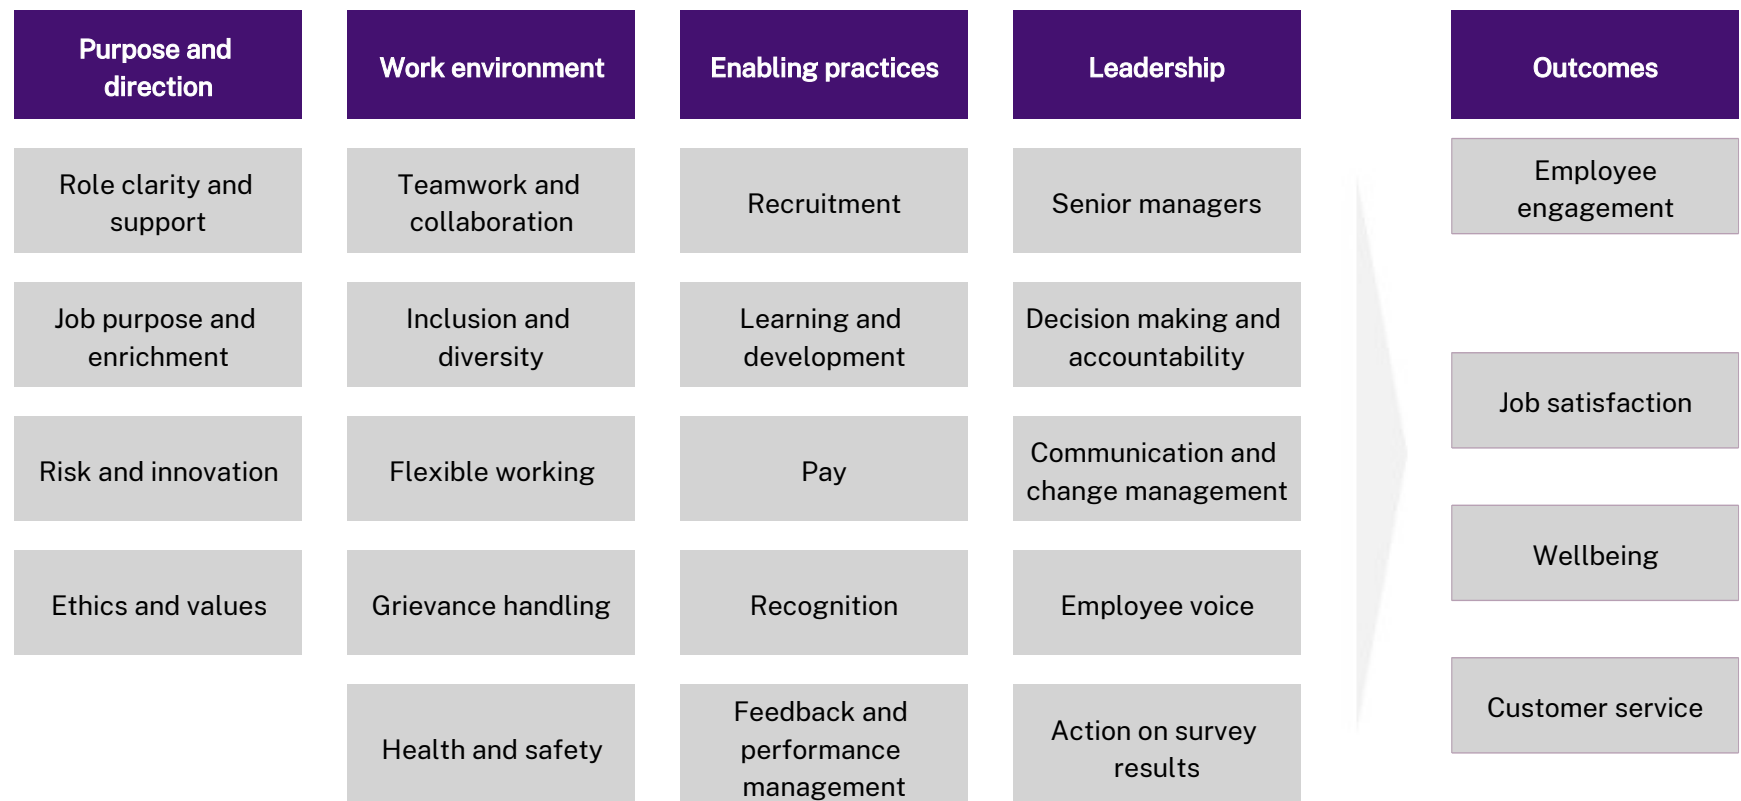 Purpose and
direction
Role clarity and
support
Job purpose and
enrichment
Risk and innovation
Ethics and values
Work environment
Teamwork and
collaboration
Inclusion and
diversity
Flexible working
Grievance handling
Health and safety
Enabling practices
Recruitment
Learning and
development
Pay
Recognition
Feedback and
performance
management
Leadership
Senior managers
Decision making and
accountability
Communication and
change management
Employee voice
Action on survey
results
Outcomes
Employee
engagement
Job satisfaction
Wellbeing
Customer service